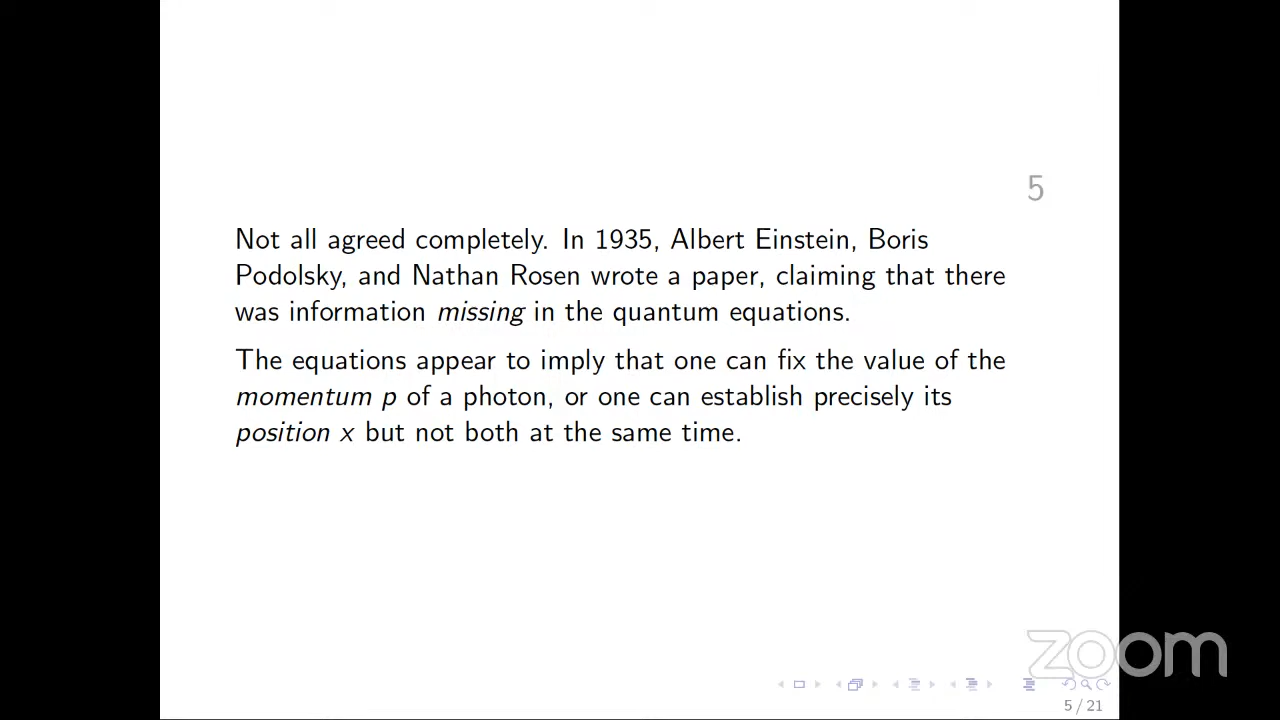 5
Not all agreed completely. In 1935, Albert Einstein, Boris
Podolsky, and Nathan Rosen wrote a paper, claiming that there
was information missing in the quantum equations.
The equations appear to imply that one can fix the value of the
momentum p of a photon, or one can establish precisely its
position x but not both at the same time.
zoom
5 / 21